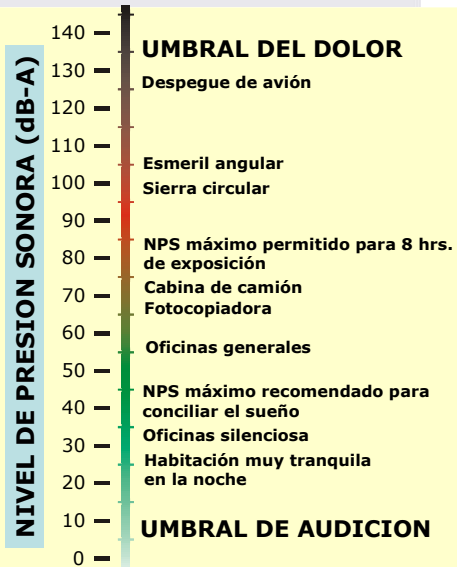 NIVEL DE PRESION SONORA (dB-A)
140
UMBRAL DEL DOLOR
130
Despegue de avión
120
110
Esmeril angular
100
Sierra circular
90
NPS máximo permitido para 8 hrs.
80
de exposición
Cabina de camión
70
Fotocopiadora
60
Oficinas generales
50
NPS máximo recomendado para
40
conciliar el sueño
Oficinas silenciosa
30
Habitación muy tranquila
20
en la noche
10
UMBRAL DE AUDICION
0